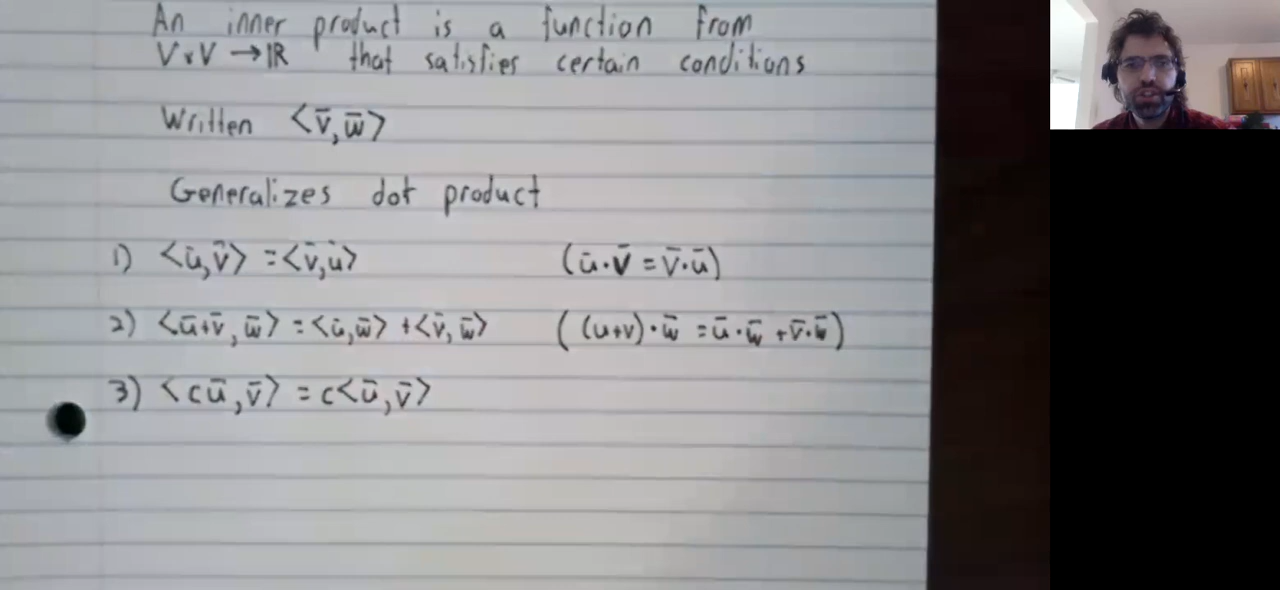 An inner product is a function from
V×V → ℝ that satisfies certain conditions
Written <v̄, w̄>
Generalizes dot product
1) <ū, v̄> = <v̄, ū> (ū·v̄ = v̄·ū)
2) <ū+v̄, w̄> = <ū, w̄> + <v̄, w̄> ((u+v)·w̄ = ū·w̄ + v̄·w̄)
3) <cū, v̄> = c<ū, v̄>